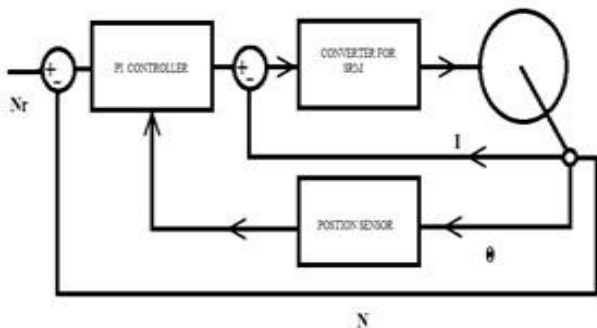 PI CONTROLLER
CONVERTER FOR
SRM
Nr
I
POSTION SENSOR
θ
N